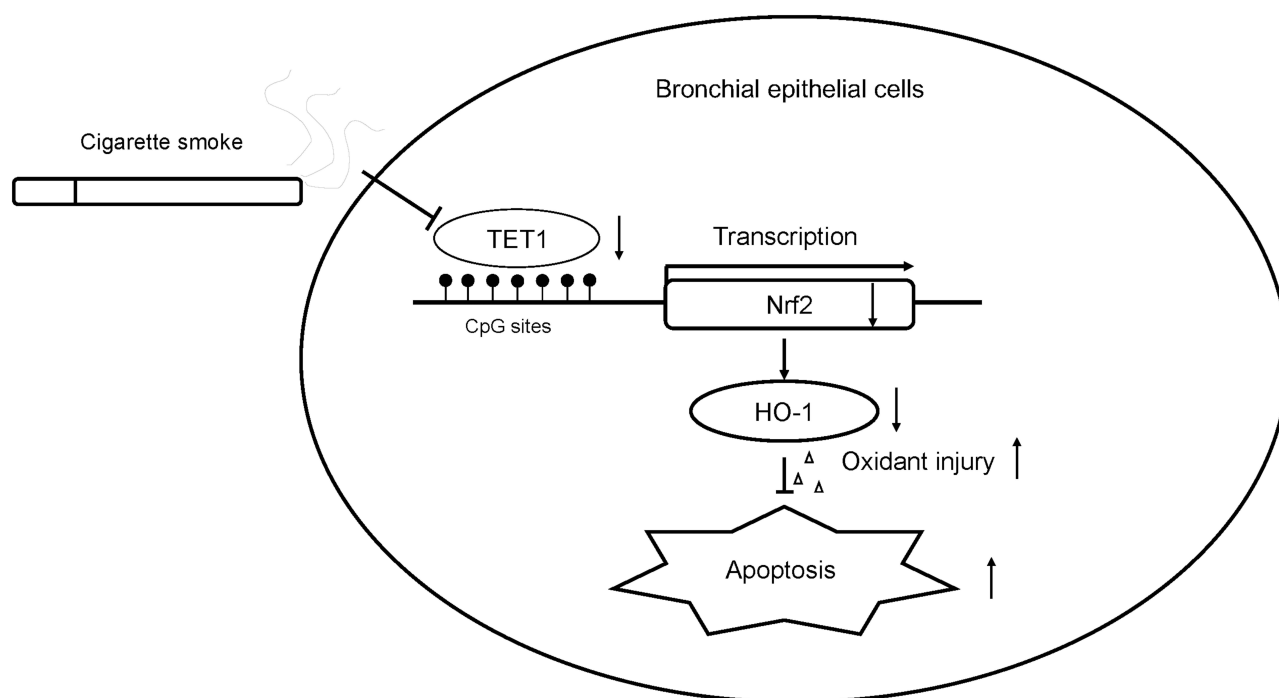 Bronchial epithelial cells
Cigarette smoke
TET1
Transcription
Nrf2
CpG sites
HO-1
Oxidant injury
Apoptosis